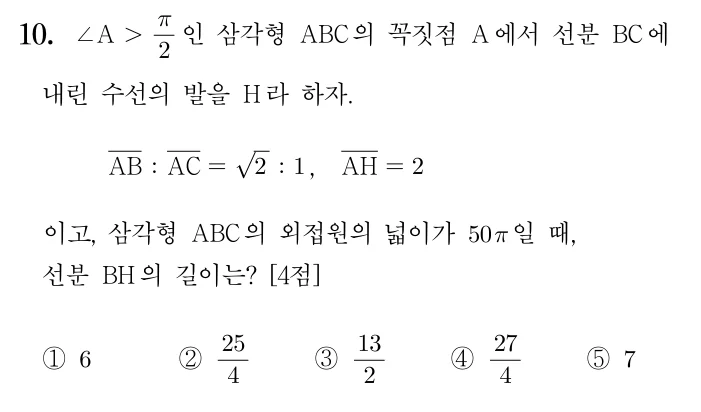 10. ∠A > π/2 인 삼각형 ABC의 꼭짓점 A에서 선분 BC에
내린 수선의 발을 H라 하자.
AB̅ : AC̅ = √2 : 1, AH̅ = 2
이고, 삼각형 ABC의 외접원의 넓이가 50π일 때,
선분 BH의 길이는? [4점]
① 6 ② 25/4 ③ 13/2 ④ 27/4 ⑤ 7